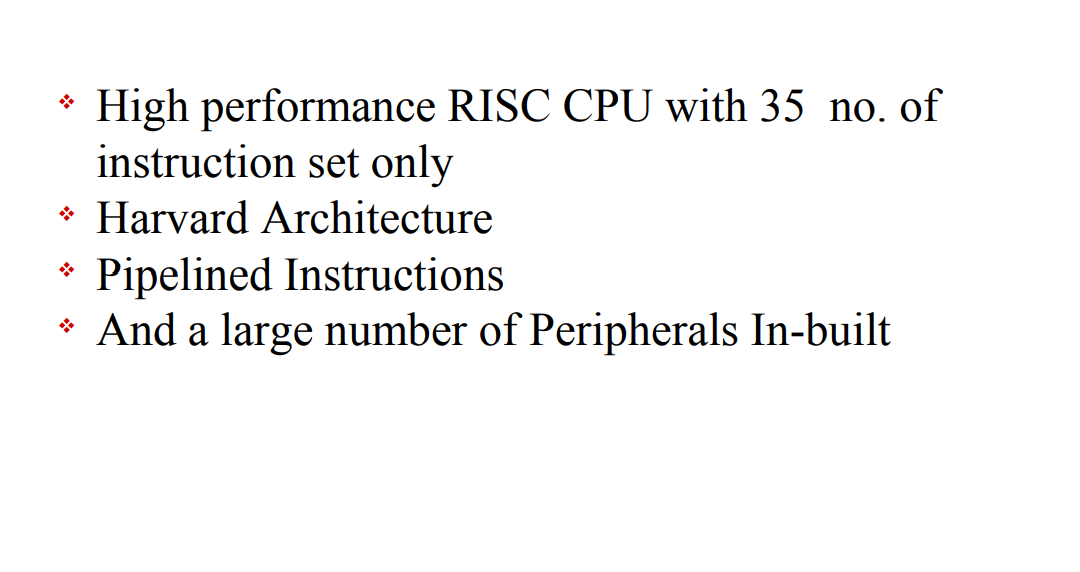 ❖ High performance RISC CPU with 35  no. of
instruction set only
❖ Harvard Architecture
❖ Pipelined Instructions
❖ And a large number of Peripherals In-built